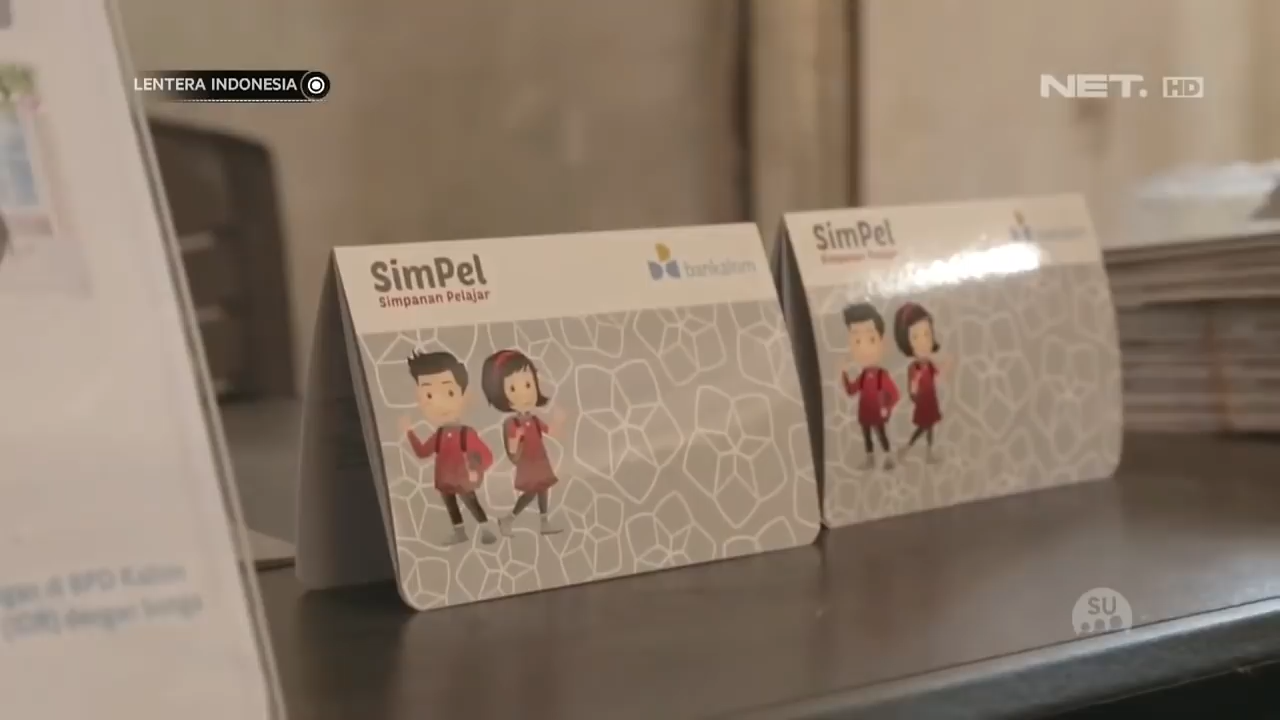 LENTERA INDONESIA
NET. HD
SimPel
Simpanan Pelajar
bankaltim
SimPel
Simpanan Pelajar
di BPD Kaltim
dengan bunga
SU